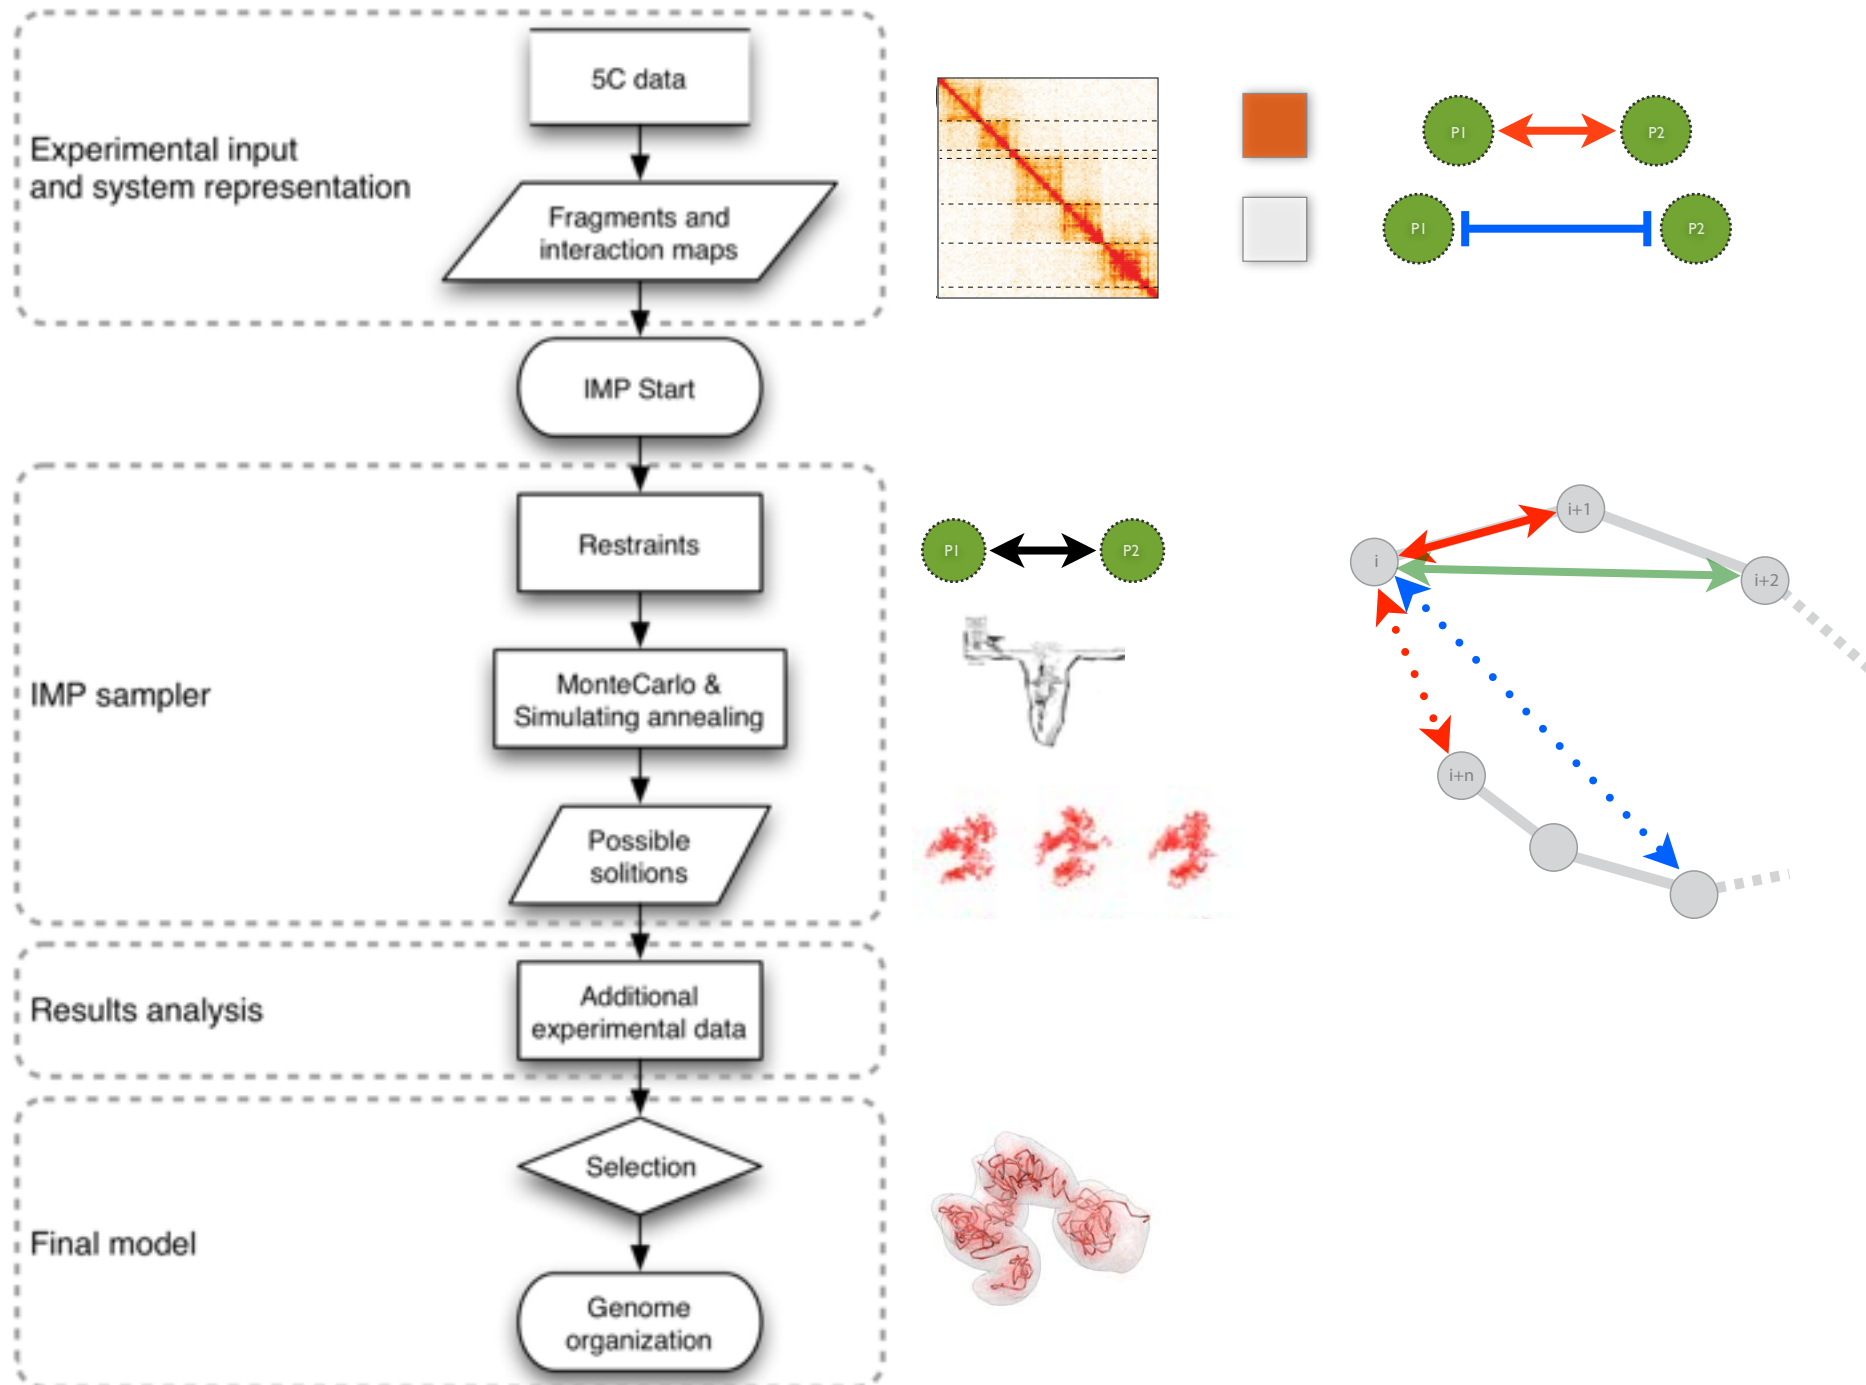 5C data
Experimental input
and system representation
Fragments and
interaction maps
P1
P2
P1
P2
IMP Start
Restraints
P1
P2
i
i+1
i+2
i+n
IMP sampler
MonteCarlo &
Simulating annealing
Possible
solitions
Results analysis
Additional
experimental data
Selection
Final model
Genome
organization